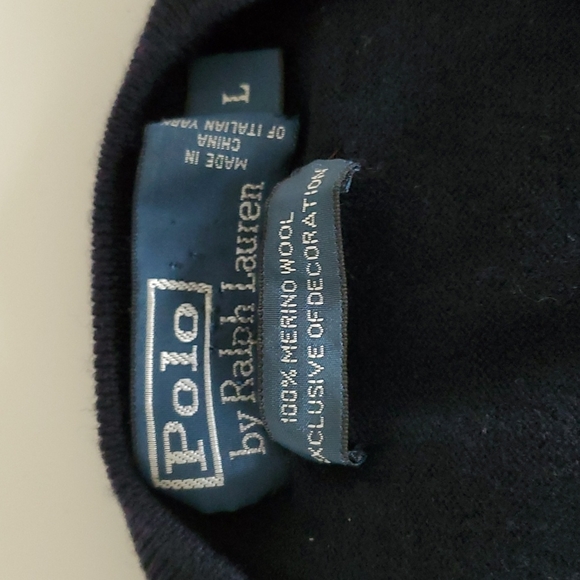 Polo
by Ralph Lauren
MADE IN
CHINA
OF ITALIAN YARN
L
100% MERINO WOOL
EXCLUSIVE OF DECORATION